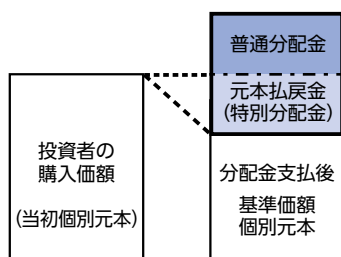 普通分配金
元本払戻金
(特別分配金)
投資者の
購入価額
(当初個別元本)
分配金支払後
基準価額
個別元本